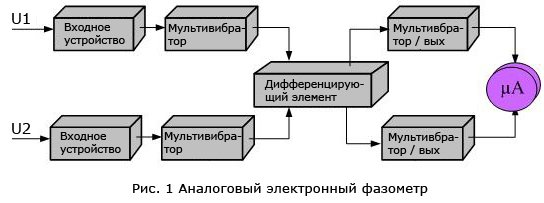 U1
Входное
устройство
Мультивибра-
тор
Мультивибра-
тор / вых
Дифференцирую-
щий элемент
μA
U2
Входное
устройство
Мультивибра-
тор
Мультвибра-
тор / вых
Рис. 1 Аналоговый электронный фазометр